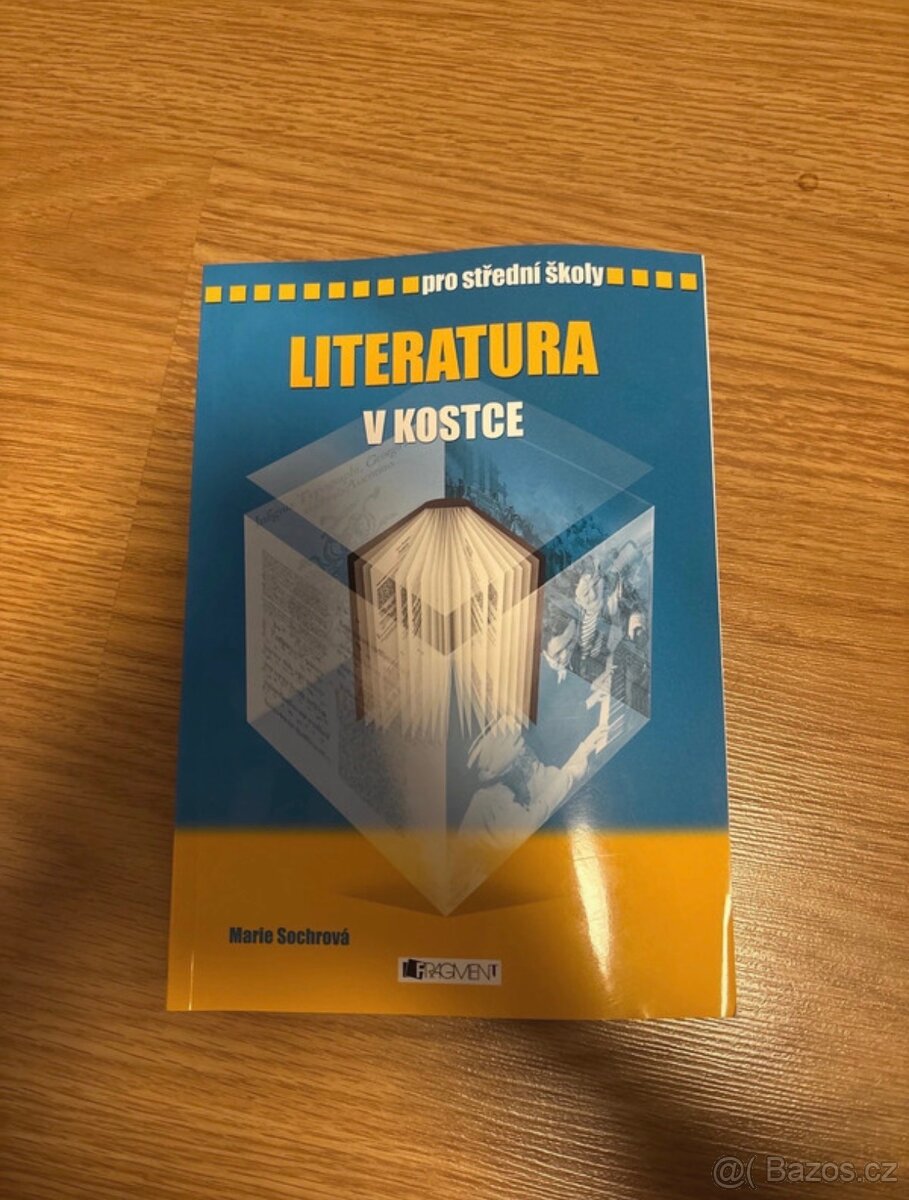 pro střední školy
LITERATURA
V KOSTCE
Marie Sochrová
FRAGMENT
@( Bazos.cz